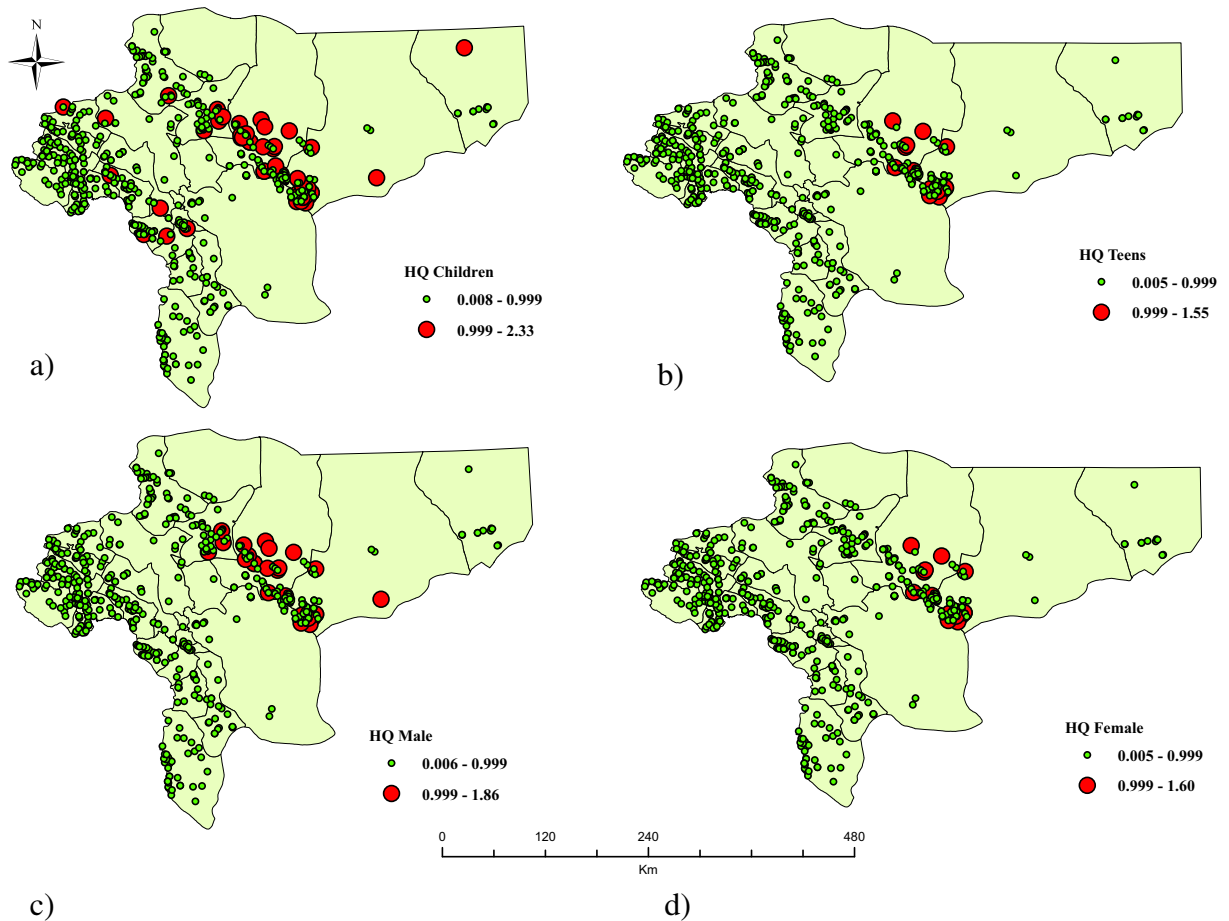 N
HQ Children
0.008 - 0.999
0.999 - 2.33
a)
HQ Teens
0.005 - 0.999
0.999 - 1.55
b)
HQ Male
0.006 - 0.999
0.999 - 1.86
c)
HQ Female
0.005 - 0.999
0.999 - 1.60
d)
0 120 240 480
Km